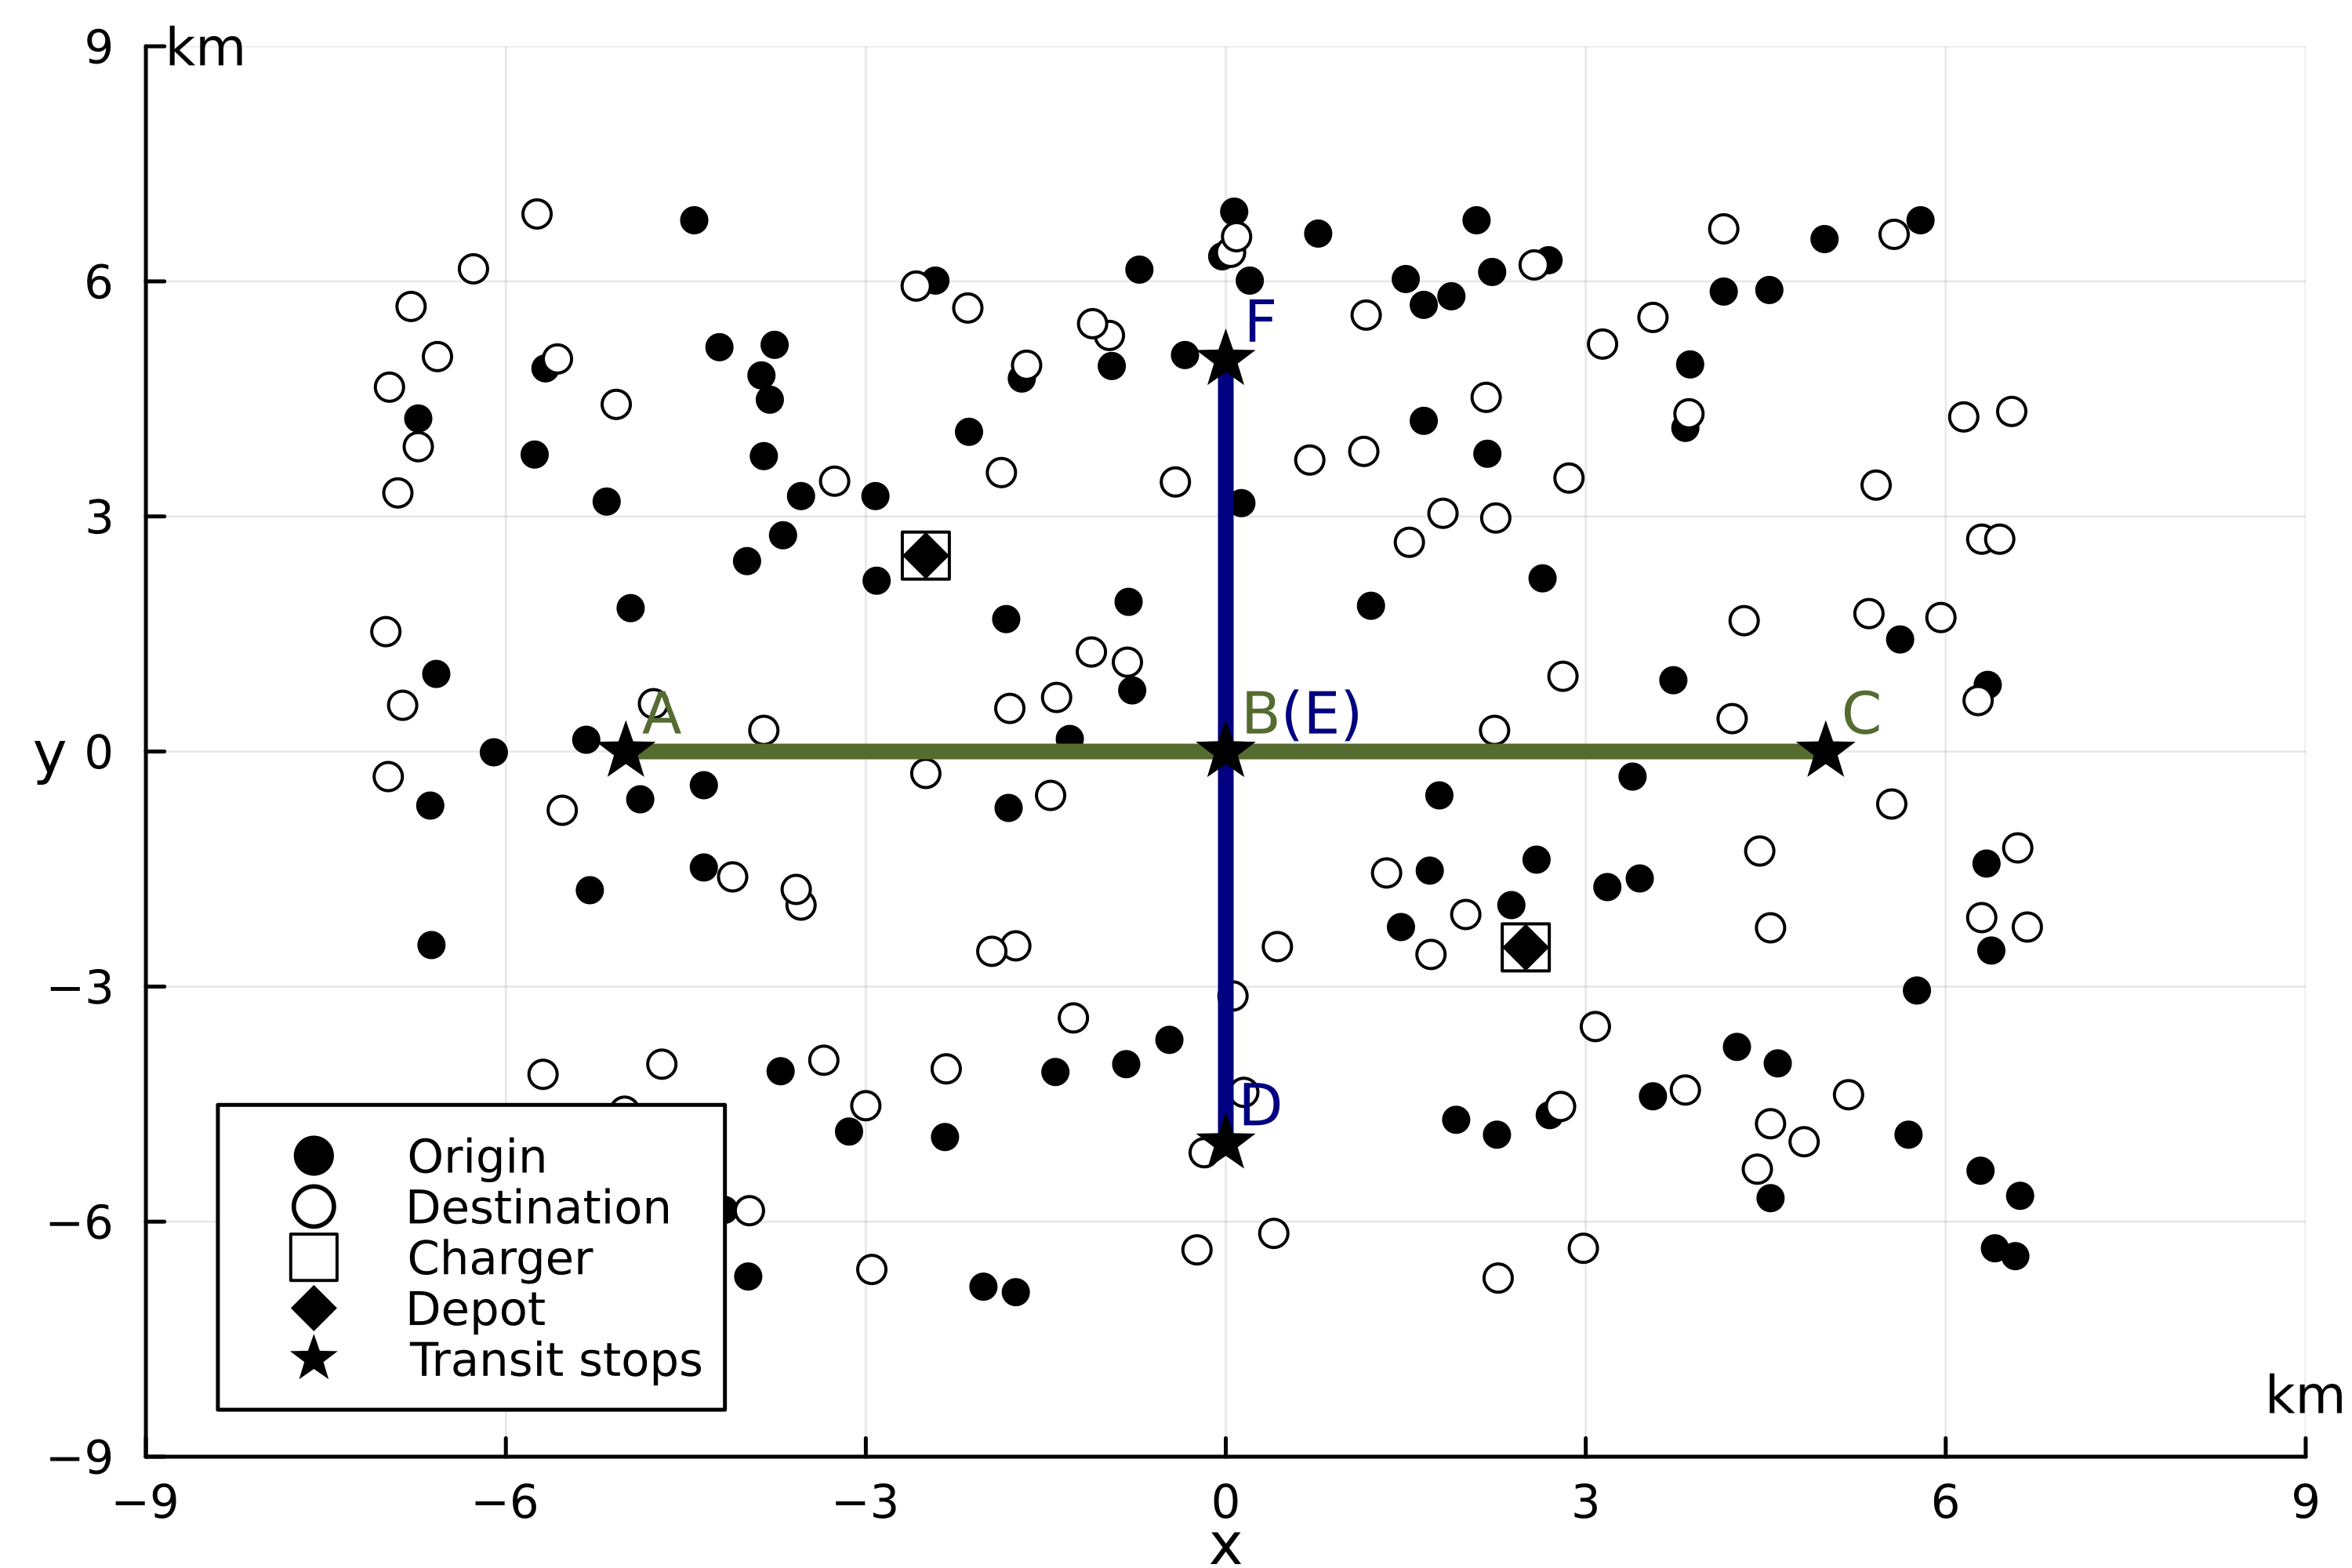 9 km
6
F
3
A B(E) C
y 0
−3
D
Origin
Destination
−6
Charger
Depot
Transit stops
km
−9
−9 −6 −3 0 3 6 9
x